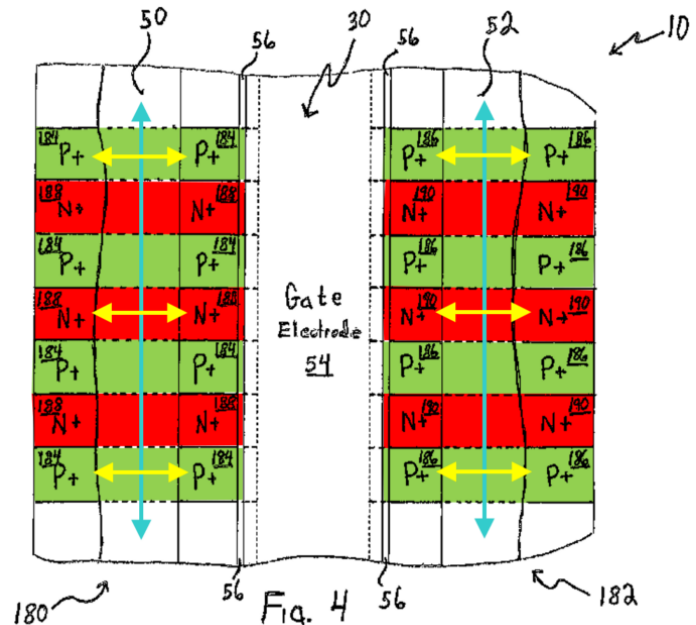 50 56 30 56 52 10
184 P+ 184 P+ 186 P+ 186 P+
188 N+ 188 N+ 190 N+ 190 N+
184 P+ 184 P+ 186 P+ 186 P+
188 N+ 188 N+ 190 N+ 190 N+
Gate
Electrode
54
184 P+ 184 P+ 186 P+ 186 P+
188 N+ 188 N+ 190 N+ 190 N+
184 P+ 184 P+ 186 P+ 186 P+
180 56 Fig. 4 56 182